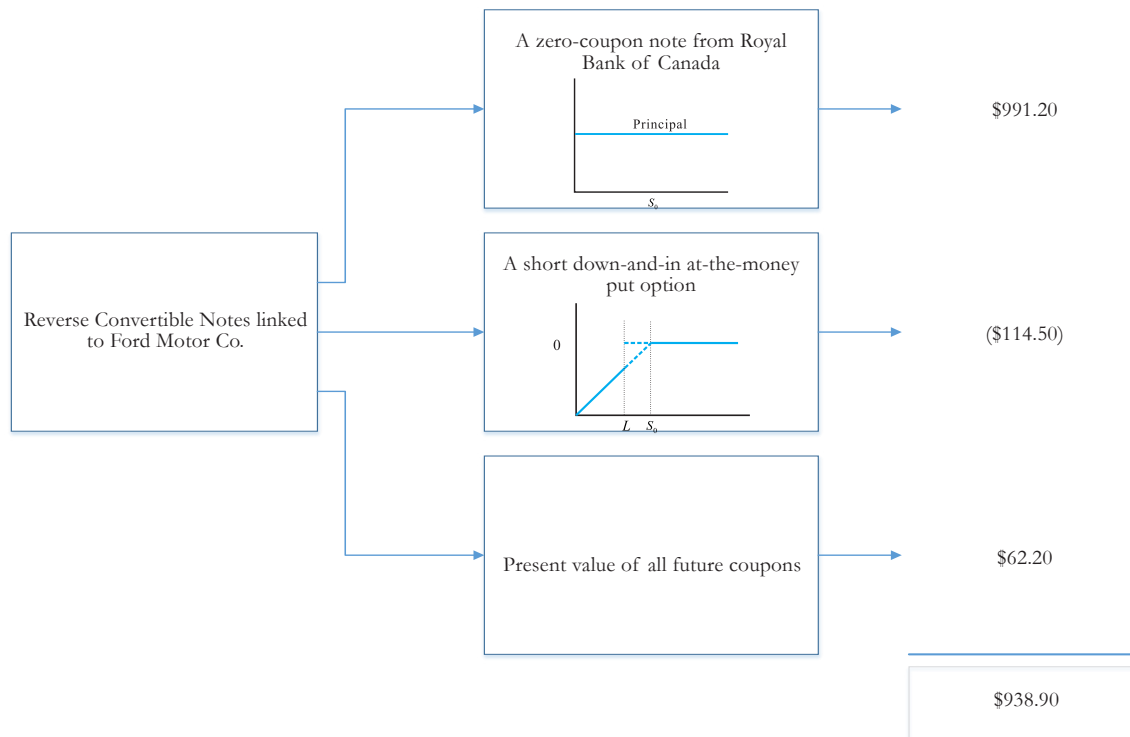 A zero-coupon note from Royal
Bank of Canada
Principal
S₀
$991.20
Reverse Convertible Notes linked
to Ford Motor Co.
A short down-and-in at-the-money
put option
0
L S₀
($114.50)
Present value of all future coupons
$62.20
$938.90